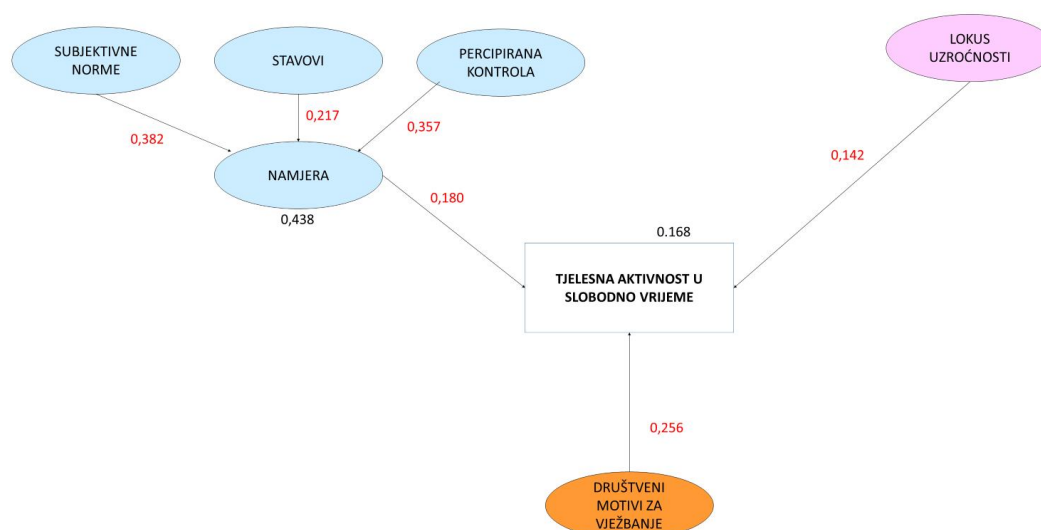 SUBJEKTIVNE
NORME
STAVOVI
PERCIPIRANA
KONTROLA
LOKUS
UZROĆNOSTI
0,382
0,217
0,357
0,142
NAMJERA
0,438
0,180
0.168
TJELESNA AKTIVNOST U
SLOBODNO VRIJEME
0,256
DRUŠTVENI
MOTIVI ZA
VJEŽBANJE